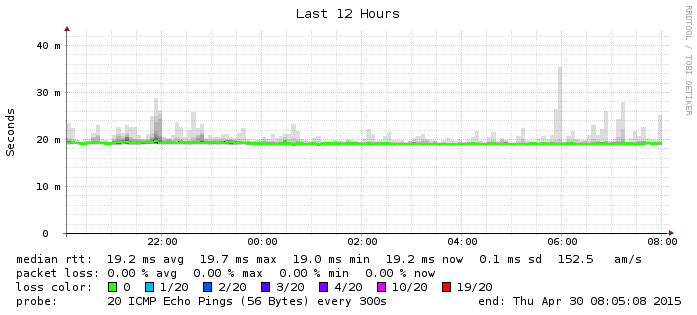 Last 12 Hours
RRDTOOL / TOBI OETIKER
Seconds
40 m
30 m
20 m
10 m
0
22:00 00:00 02:00 04:00 06:00 08:00
median rtt: 19.2 ms avg 19.7 ms max 19.0 ms min 19.2 ms now 0.1 ms sd 152.5 am/s
packet loss: 0.00 % avg 0.00 % max 0.00 % min 0.00 % now
loss color: 0 1/20 2/20 3/20 4/20 10/20 19/20
probe: 20 ICMP Echo Pings (56 Bytes) every 300s end: Thu Apr 30 08:05:08 2015